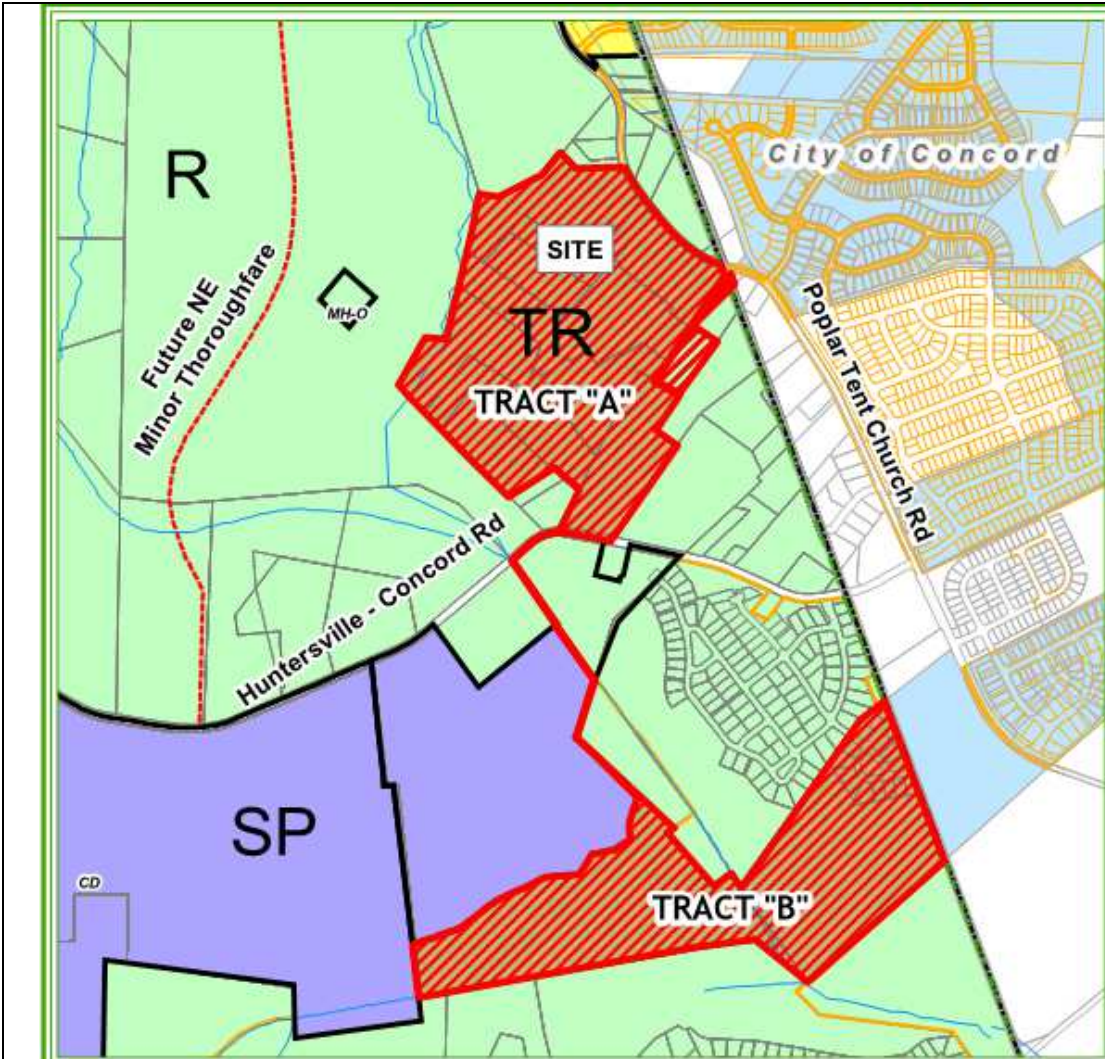 City of Concord
R
SITE
Future NE
Minor Thoroughfare
MH-O
TR
TRACT "A"
Poplar Tent Church Rd
Huntersville - Concord Rd
SP
CD
TRACT "B"